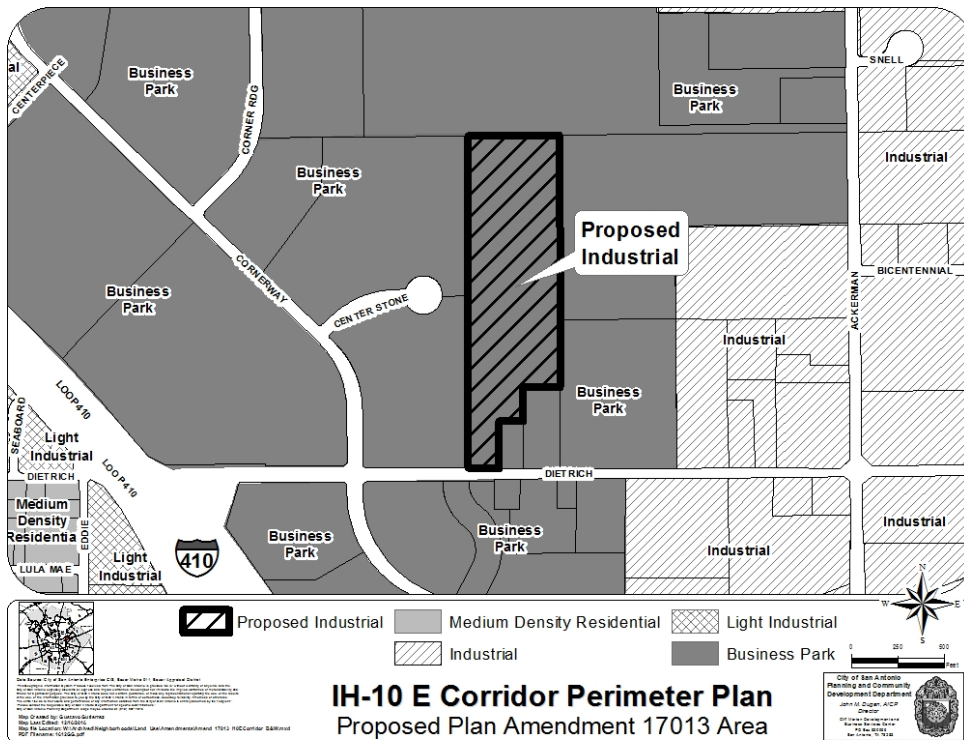 al
CENTERPIECE
Business
Park
CORNER RDG
Business
Park
SNELL
Business
Park
Industrial
Proposed
Industrial
Business
Park
CORNERWAY
CENTER STONE
BICENTENNIAL
ACKERMAN
Industrial
LOOP410
Business
Park
SEABOARD
Light
Industrial
LOOP410
DIETRICH
DIETRICH
Medium
Density
Residentia
EDDIE
LULA MAE
Light
Industrial
410
Business
Park
Business
Park
Industrial
Industrial
N
W E
S
Proposed Industrial
Medium Density Residential
Light Industrial
Industrial
Business Park
0 250 500
Feet
IH-10 E Corridor Perimeter Plan
Proposed Plan Amendment 17013 Area
City of San Antonio
Planning and Community
Development Department
John M. Dugan, AICP
Director